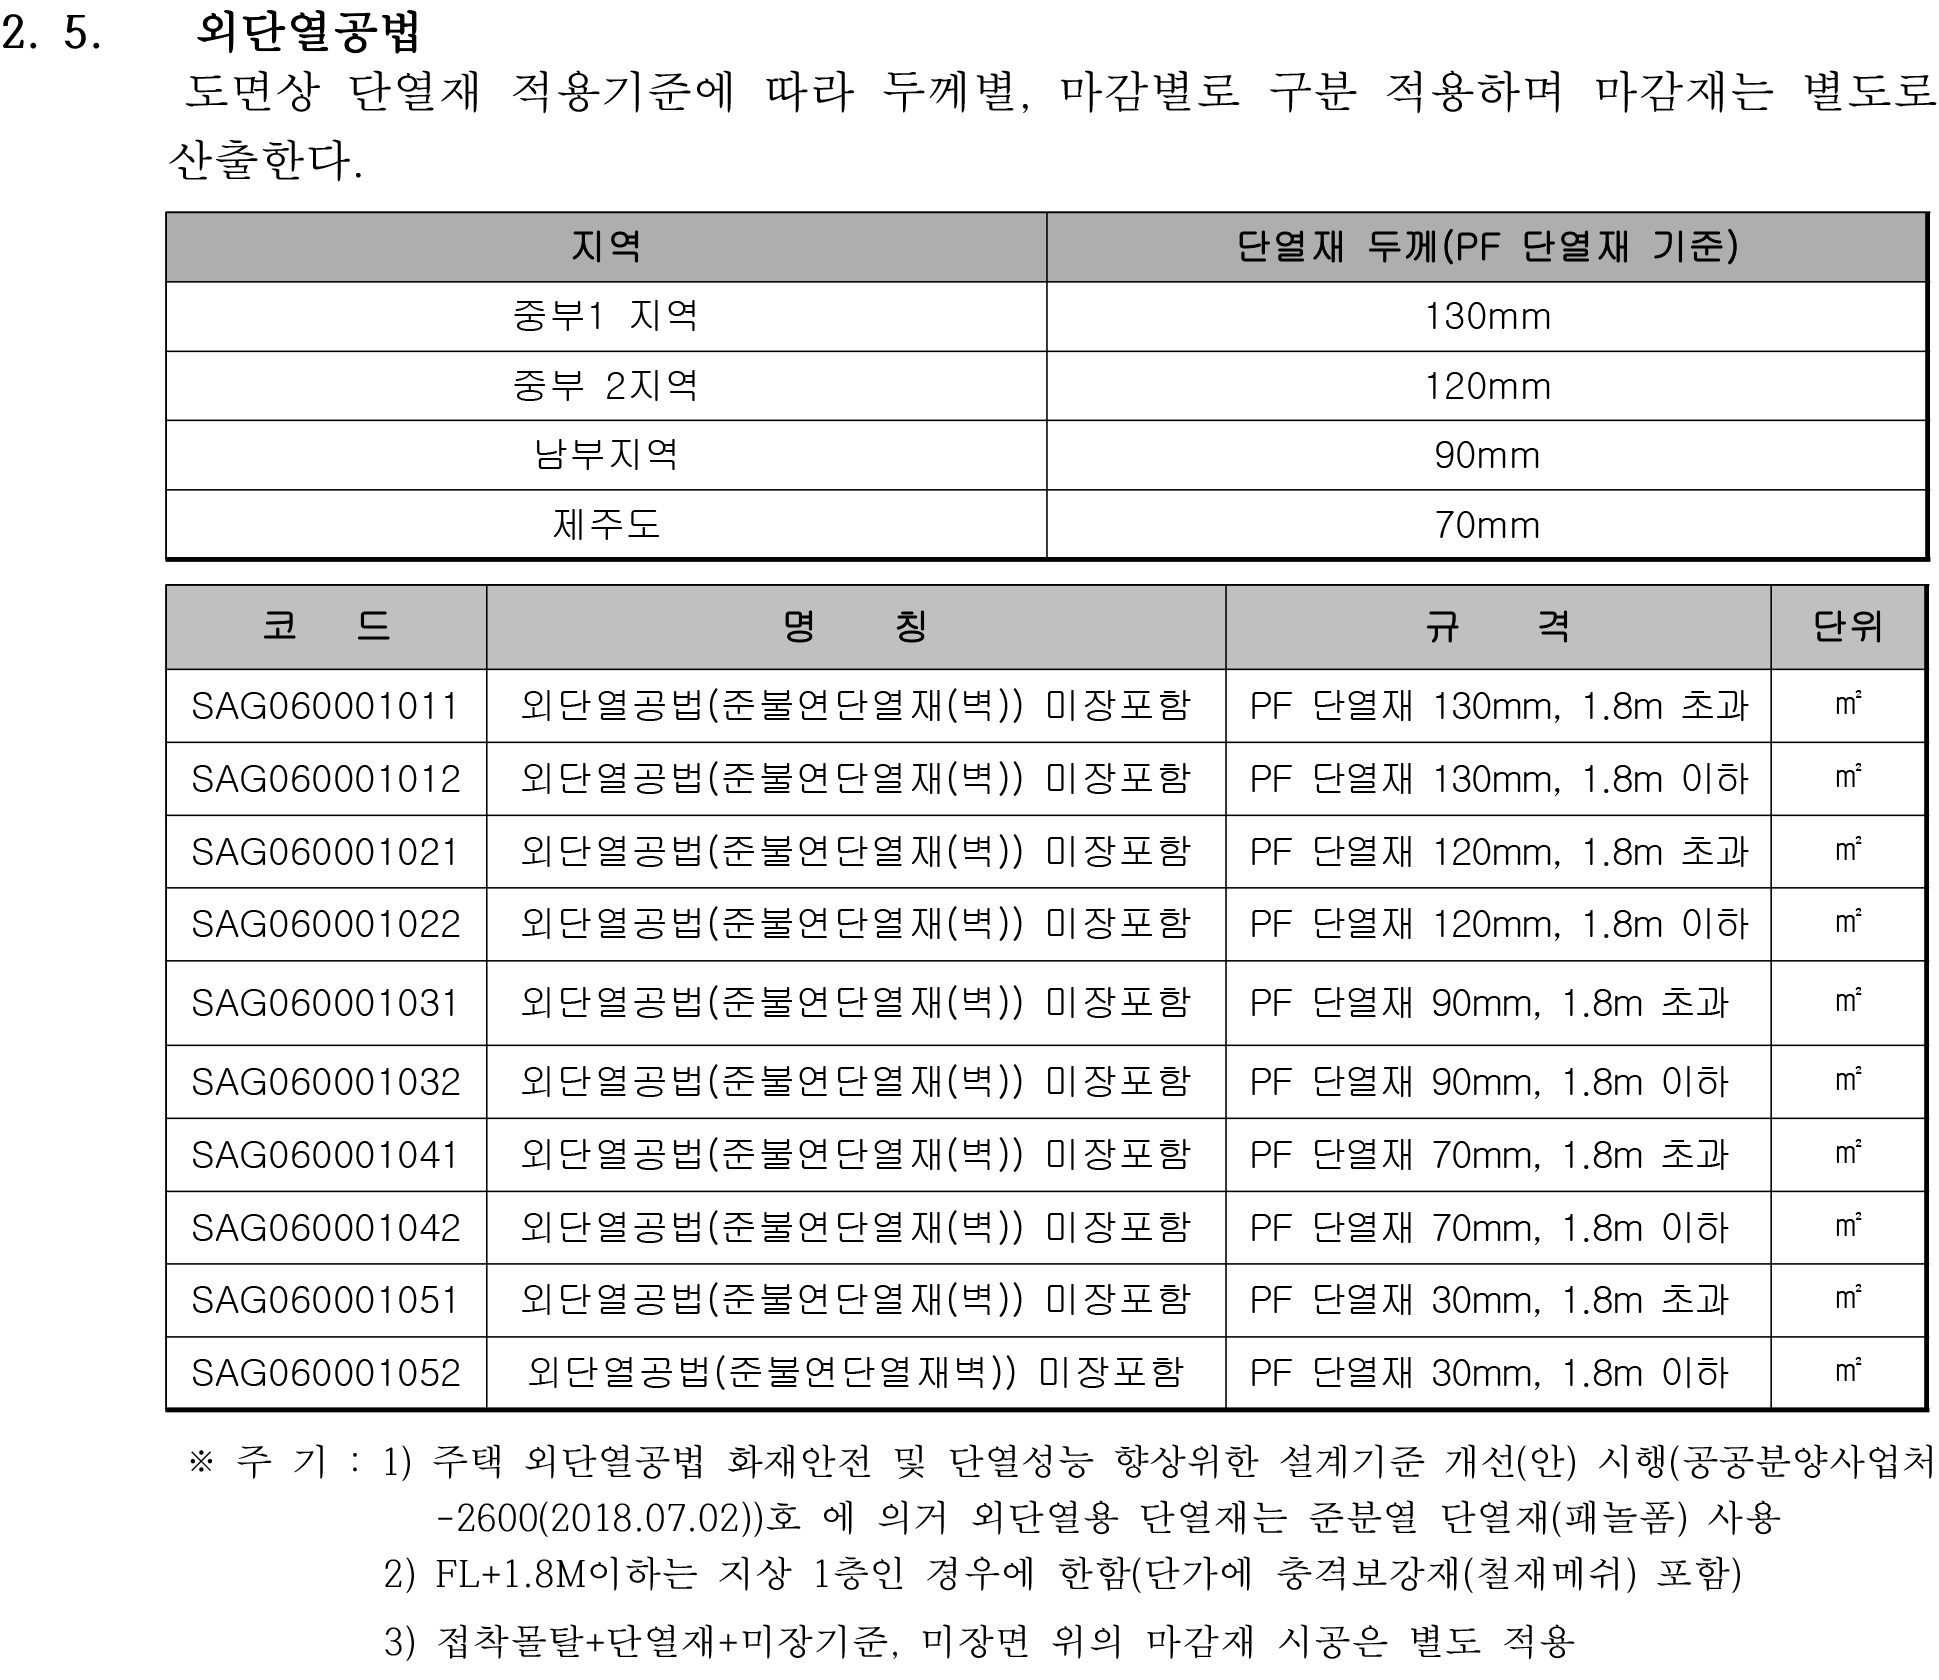 2. 5. 외단열공법
도면상 단열재 적용기준에 따라 두께별, 마감별로 구분 적용하며 마감재는 별도로
산출한다.
지역 단열재 두께(PF 단열재 기준)
중부1 지역 130mm
중부 2지역 120mm
남부지역 90mm
제주도 70mm
코 드 명 칭 규 격 단위
SAG060001011 외단열공법(준불연단열재(벽)) 미장포함 PF 단열재 130mm, 1.8m 초과 ㎡
SAG060001012 외단열공법(준불연단열재(벽)) 미장포함 PF 단열재 130mm, 1.8m 이하 ㎡
SAG060001021 외단열공법(준불연단열재(벽)) 미장포함 PF 단열재 120mm, 1.8m 초과 ㎡
SAG060001022 외단열공법(준불연단열재(벽)) 미장포함 PF 단열재 120mm, 1.8m 이하 ㎡
SAG060001031 외단열공법(준불연단열재(벽)) 미장포함 PF 단열재 90mm, 1.8m 초과 ㎡
SAG060001032 외단열공법(준불연단열재(벽)) 미장포함 PF 단열재 90mm, 1.8m 이하 ㎡
SAG060001041 외단열공법(준불연단열재(벽)) 미장포함 PF 단열재 70mm, 1.8m 초과 ㎡
SAG060001042 외단열공법(준불연단열재(벽)) 미장포함 PF 단열재 70mm, 1.8m 이하 ㎡
SAG060001051 외단열공법(준불연단열재(벽)) 미장포함 PF 단열재 30mm, 1.8m 초과 ㎡
SAG060001052 외단열공법(준불연단열재벽)) 미장포함 PF 단열재 30mm, 1.8m 이하 ㎡
※ 주 기 : 1) 주택 외단열공법 화재안전 및 단열성능 향상위한 설계기준 개선(안) 시행(공공분양사업처
-2600(2018.07.02))호 에 의거 외단열용 단열재는 준분열 단열재(패놀폼) 사용
2) FL+1.8M이하는 지상 1층인 경우에 한함(단가에 충격보강재(철재메쉬) 포함)
3) 접착몰탈+단열재+미장기준, 미장면 위의 마감재 시공은 별도 적용